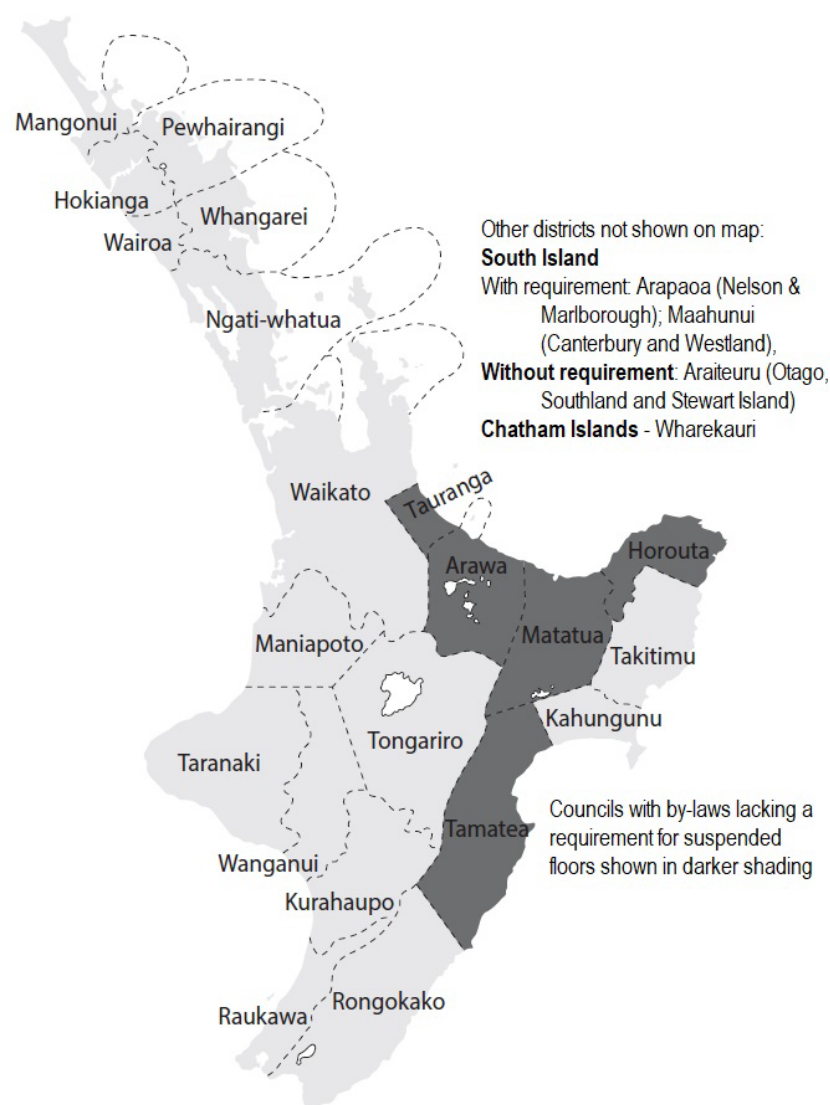 Mangonui
Pewhairangi
Hokianga
Whangarei
Wairoa
Other districts not shown on map:
South Island
With requirement: Arapaoa (Nelson &
Marlborough); Maahunui
(Canterbury and Westland),
Without requirement: Araiteuru (Otago,
Southland and Stewart Island)
Chatham Islands - Wharekauri
Ngati-whatua
Waikato
Tauranga
Horouta
Arawa
Matatua
Maniapoto
Takitimu
Kahungunu
Tongariro
Taranaki
Councils with by-laws lacking a
requirement for suspended
floors shown in darker shading
Tamatea
Wanganui
Kurahaupo
Rongokako
Raukawa